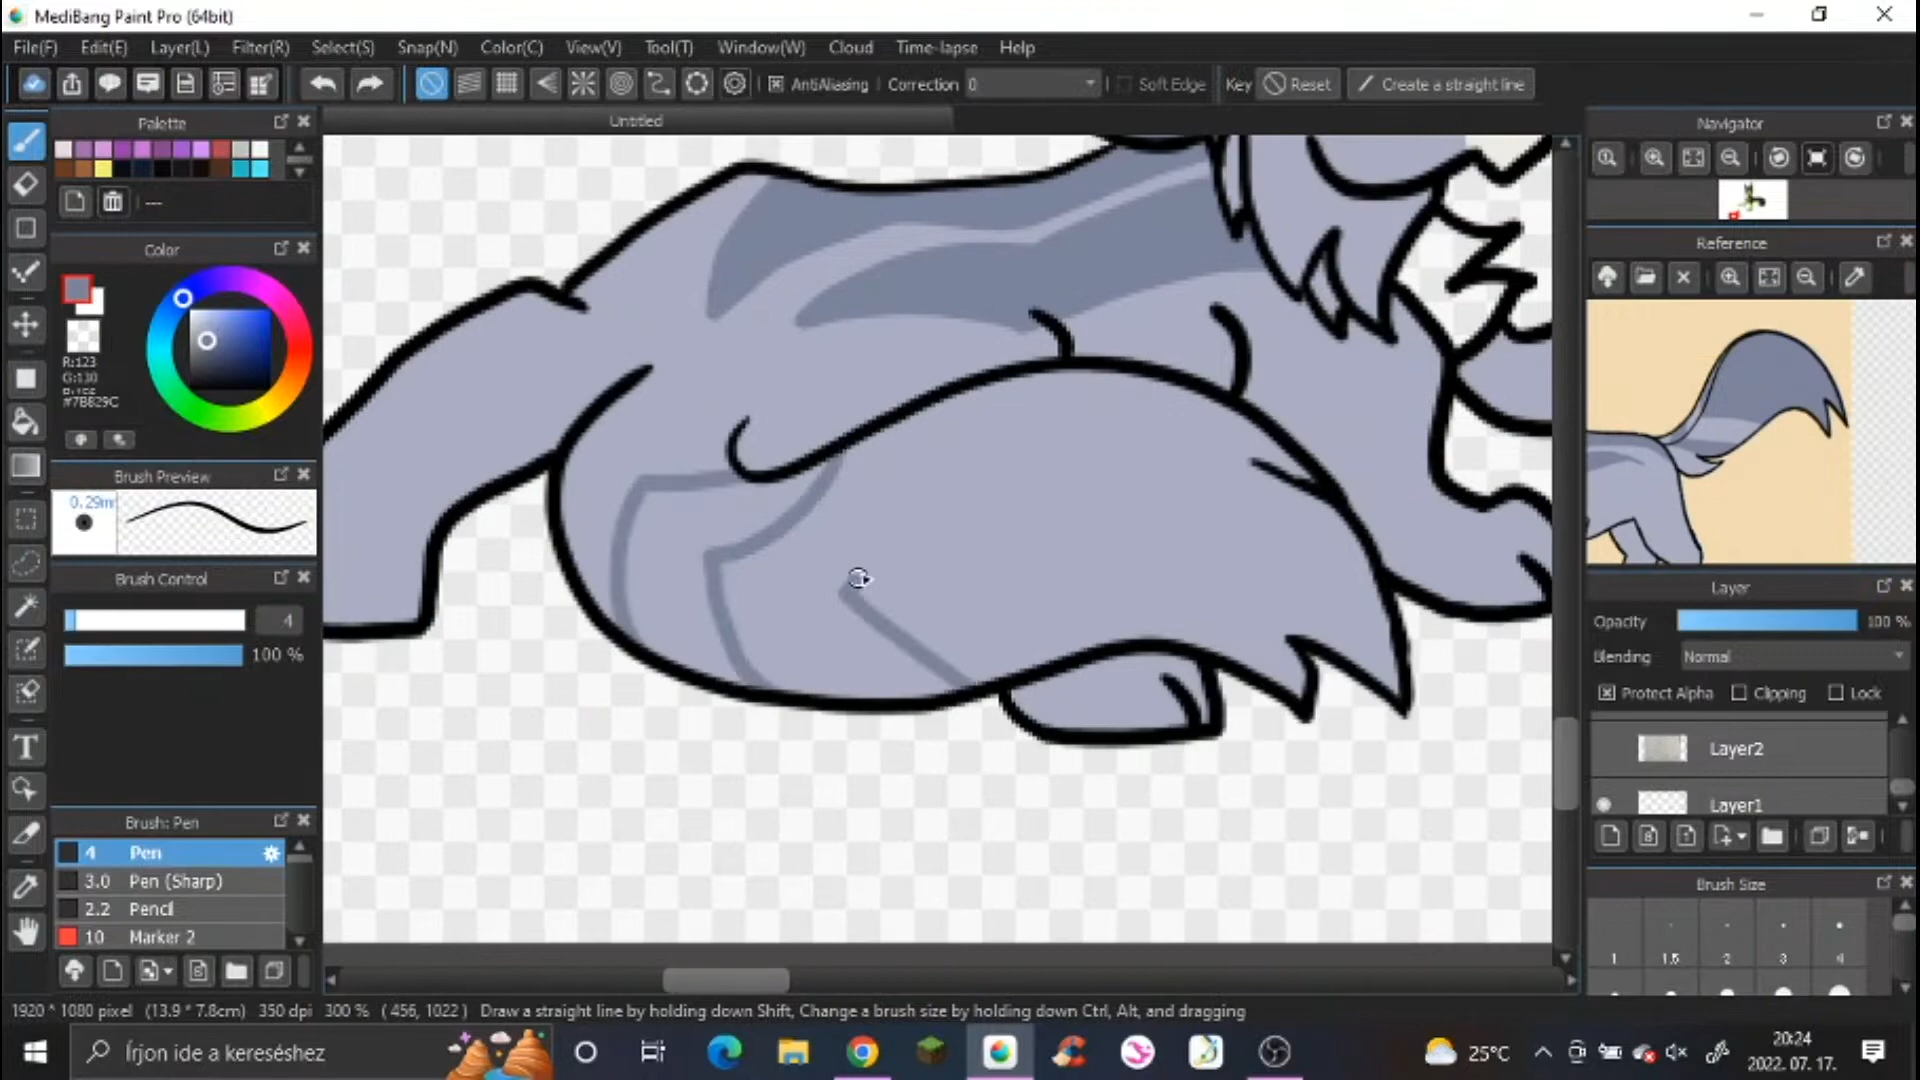 MediBang Paint Pro (64bit)
File(F) Edit(E) Layer(L) Filter(R) Select(S) Snap(N) Color(C) View(V) Tool(T) Window(W) Cloud Time-lapse Help
AntiAliasing Correction 0 Soft Edge Key Reset Create a straight line
Palette
Untitled
Navigator
---
Color
Reference
R:123
G:130
#7B829C
Brush Preview
0.29m
Brush Control
4
100 %
Layer
Opacity 100 %
Blending Normal
Protect Alpha Clipping Lock
Layer2
Layer1
Brush: Pen
4 Pen
3.0 Pen (Sharp)
2.2 Pencil
10 Marker 2
Brush Size
1 1.5 2 3 4
1920 * 1080 pixel (13.9 * 7.8cm) 350 dpi 300 % ( 456, 1022 ) Draw a straight line by holding down Shift, Change a brush size by holding down Ctrl, Alt, and dragging
Írjon ide a kereséshez
25°C
20:24
2022. 07. 17.